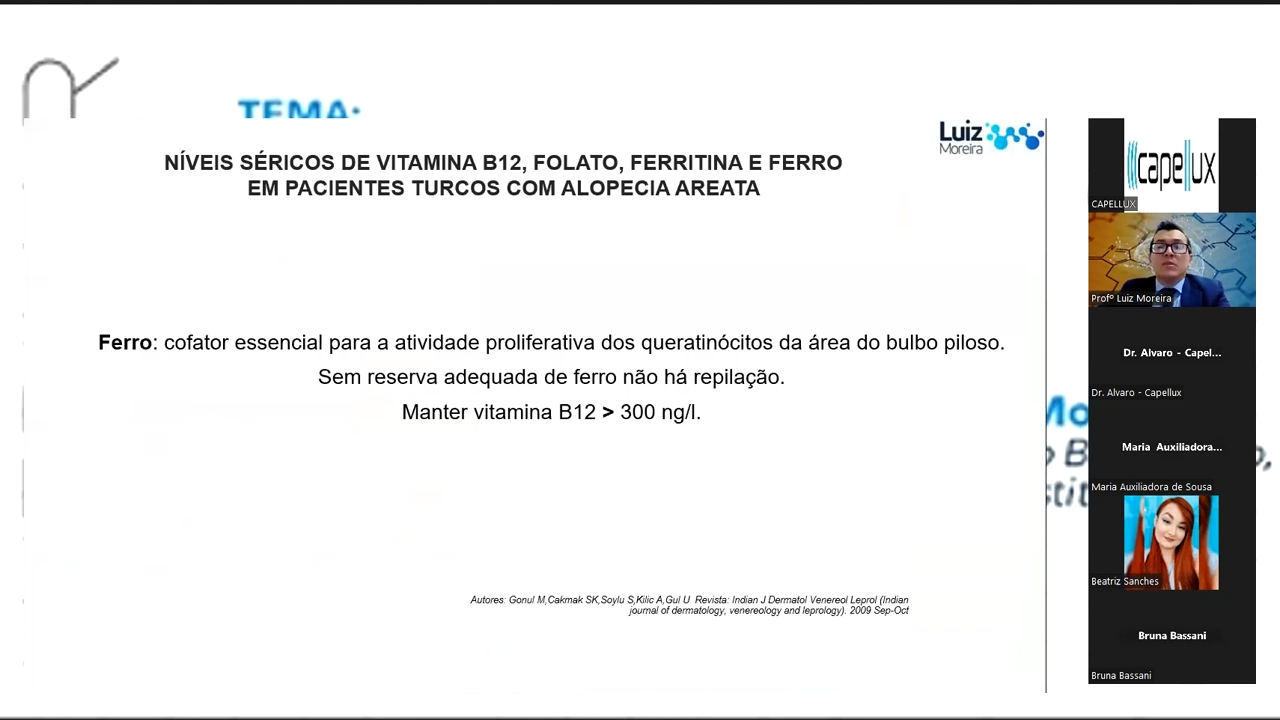 TEMA:
Luiz
Moreira
NÍVEIS SÉRICOS DE VITAMINA B12, FOLATO, FERRITINA E FERRO
EM PACIENTES TURCOS COM ALOPECIA AREATA
Ferro: cofator essencial para a atividade proliferativa dos queratinócitos da área do bulbo piloso.
Sem reserva adequada de ferro não há repilação.
Manter vitamina B12 > 300 ng/l.
Autores: Gonul M,Cakmak SK,Soylu S,Kilic A,Gul U Revista: Indian J Dermatol Venereol Leprol (Indian
journal of dermatology, venereology and leprology). 2009 Sep-Oct
capellux
CAPELLUX
Profº Luiz Moreira
Dr. Alvaro - Capel...
Dr. Alvaro - Capellux
Maria Auxiliadora...
Maria Auxiliadora de Sousa
Beatriz Sanches
Bruna Bassani
Bruna Bassani